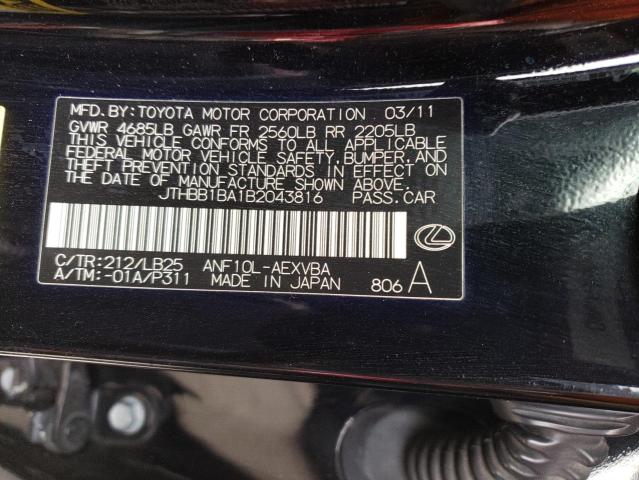 MFD. BY: TOYOTA MOTOR CORPORATION 03/11
GVWR 4685LB GAWR FR 2560LB RR 2205LB
THIS VEHICLE CONFORMS TO ALL APPLICABLE
FEDERAL MOTOR VEHICLE SAFETY, BUMPER, AND
THEFT PREVENTION STANDARDS IN EFFECT ON
THE DATE OF MANUFACTURE SHOWN ABOVE.
JTHBB1BA1B2043816 PASS. CAR
C/TR: 212/LB25 ANF10L-AEXVBA
A/TM: -01A/P311 MADE IN JAPAN 806 A